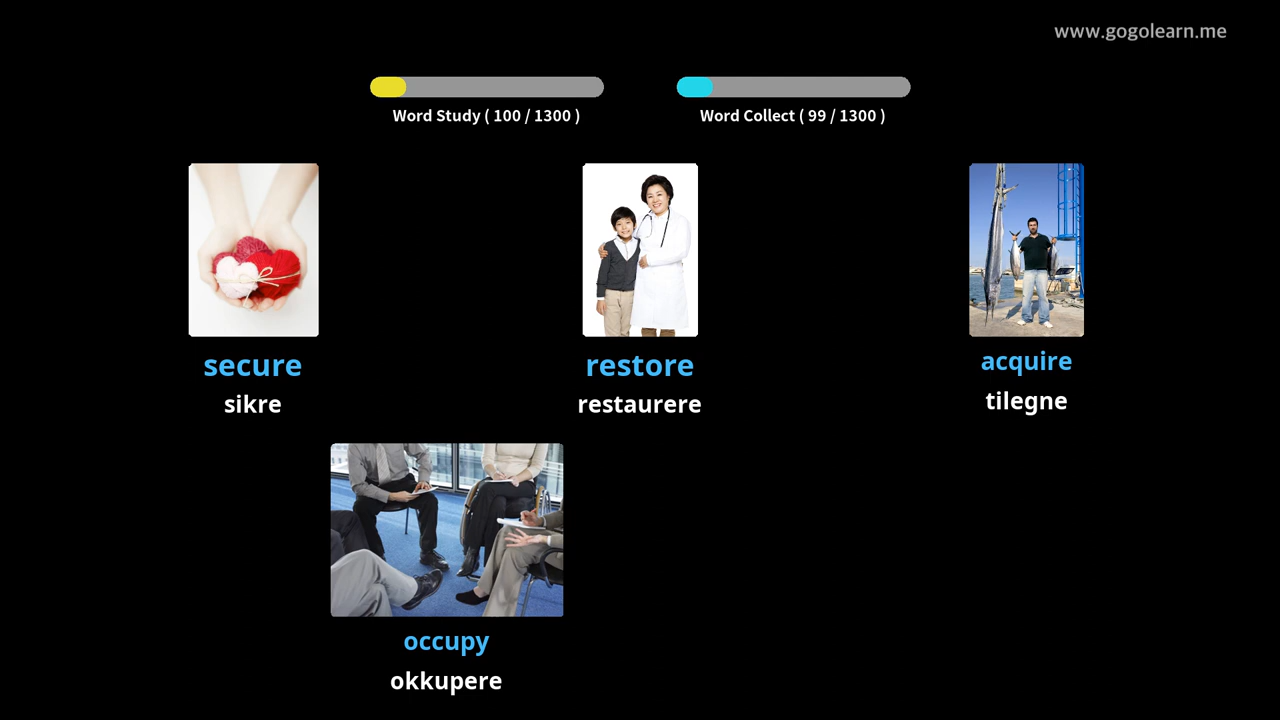 www.gogolearn.me
Word Study ( 100 / 1300 )
Word Collect ( 99 / 1300 )
secure
sikre
restore
restaurere
acquire
tilegne
occupy
okkupere